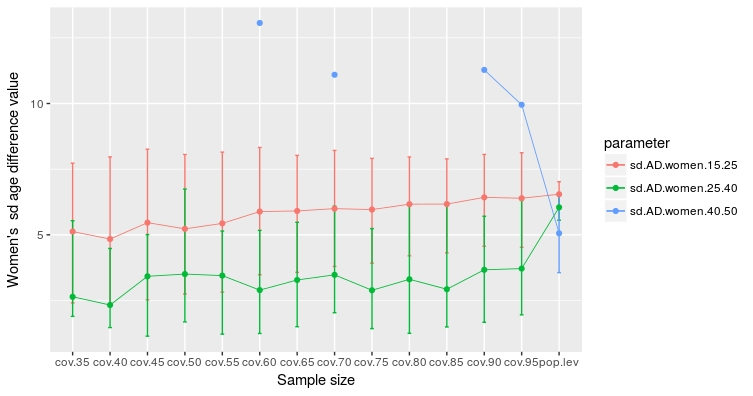 Women's sd age difference value
10
5
cov.35 cov.40 cov.45 cov.50 cov.55 cov.60 cov.65 cov.70 cov.75 cov.80 cov.85 cov.90 cov.95 pop.lev
Sample size
parameter
sd.AD.women.15.25
sd.AD.women.25.40
sd.AD.women.40.50